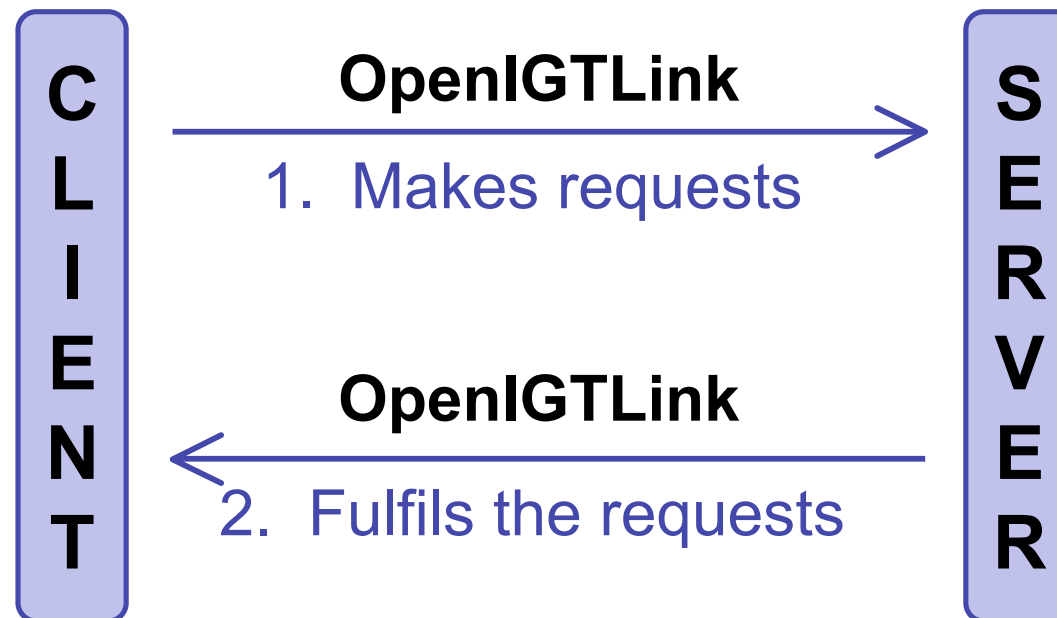 CLIENT
OpenIGTLink
1. Makes requests
OpenIGTLink
2. Fulfils the requests
SERVER